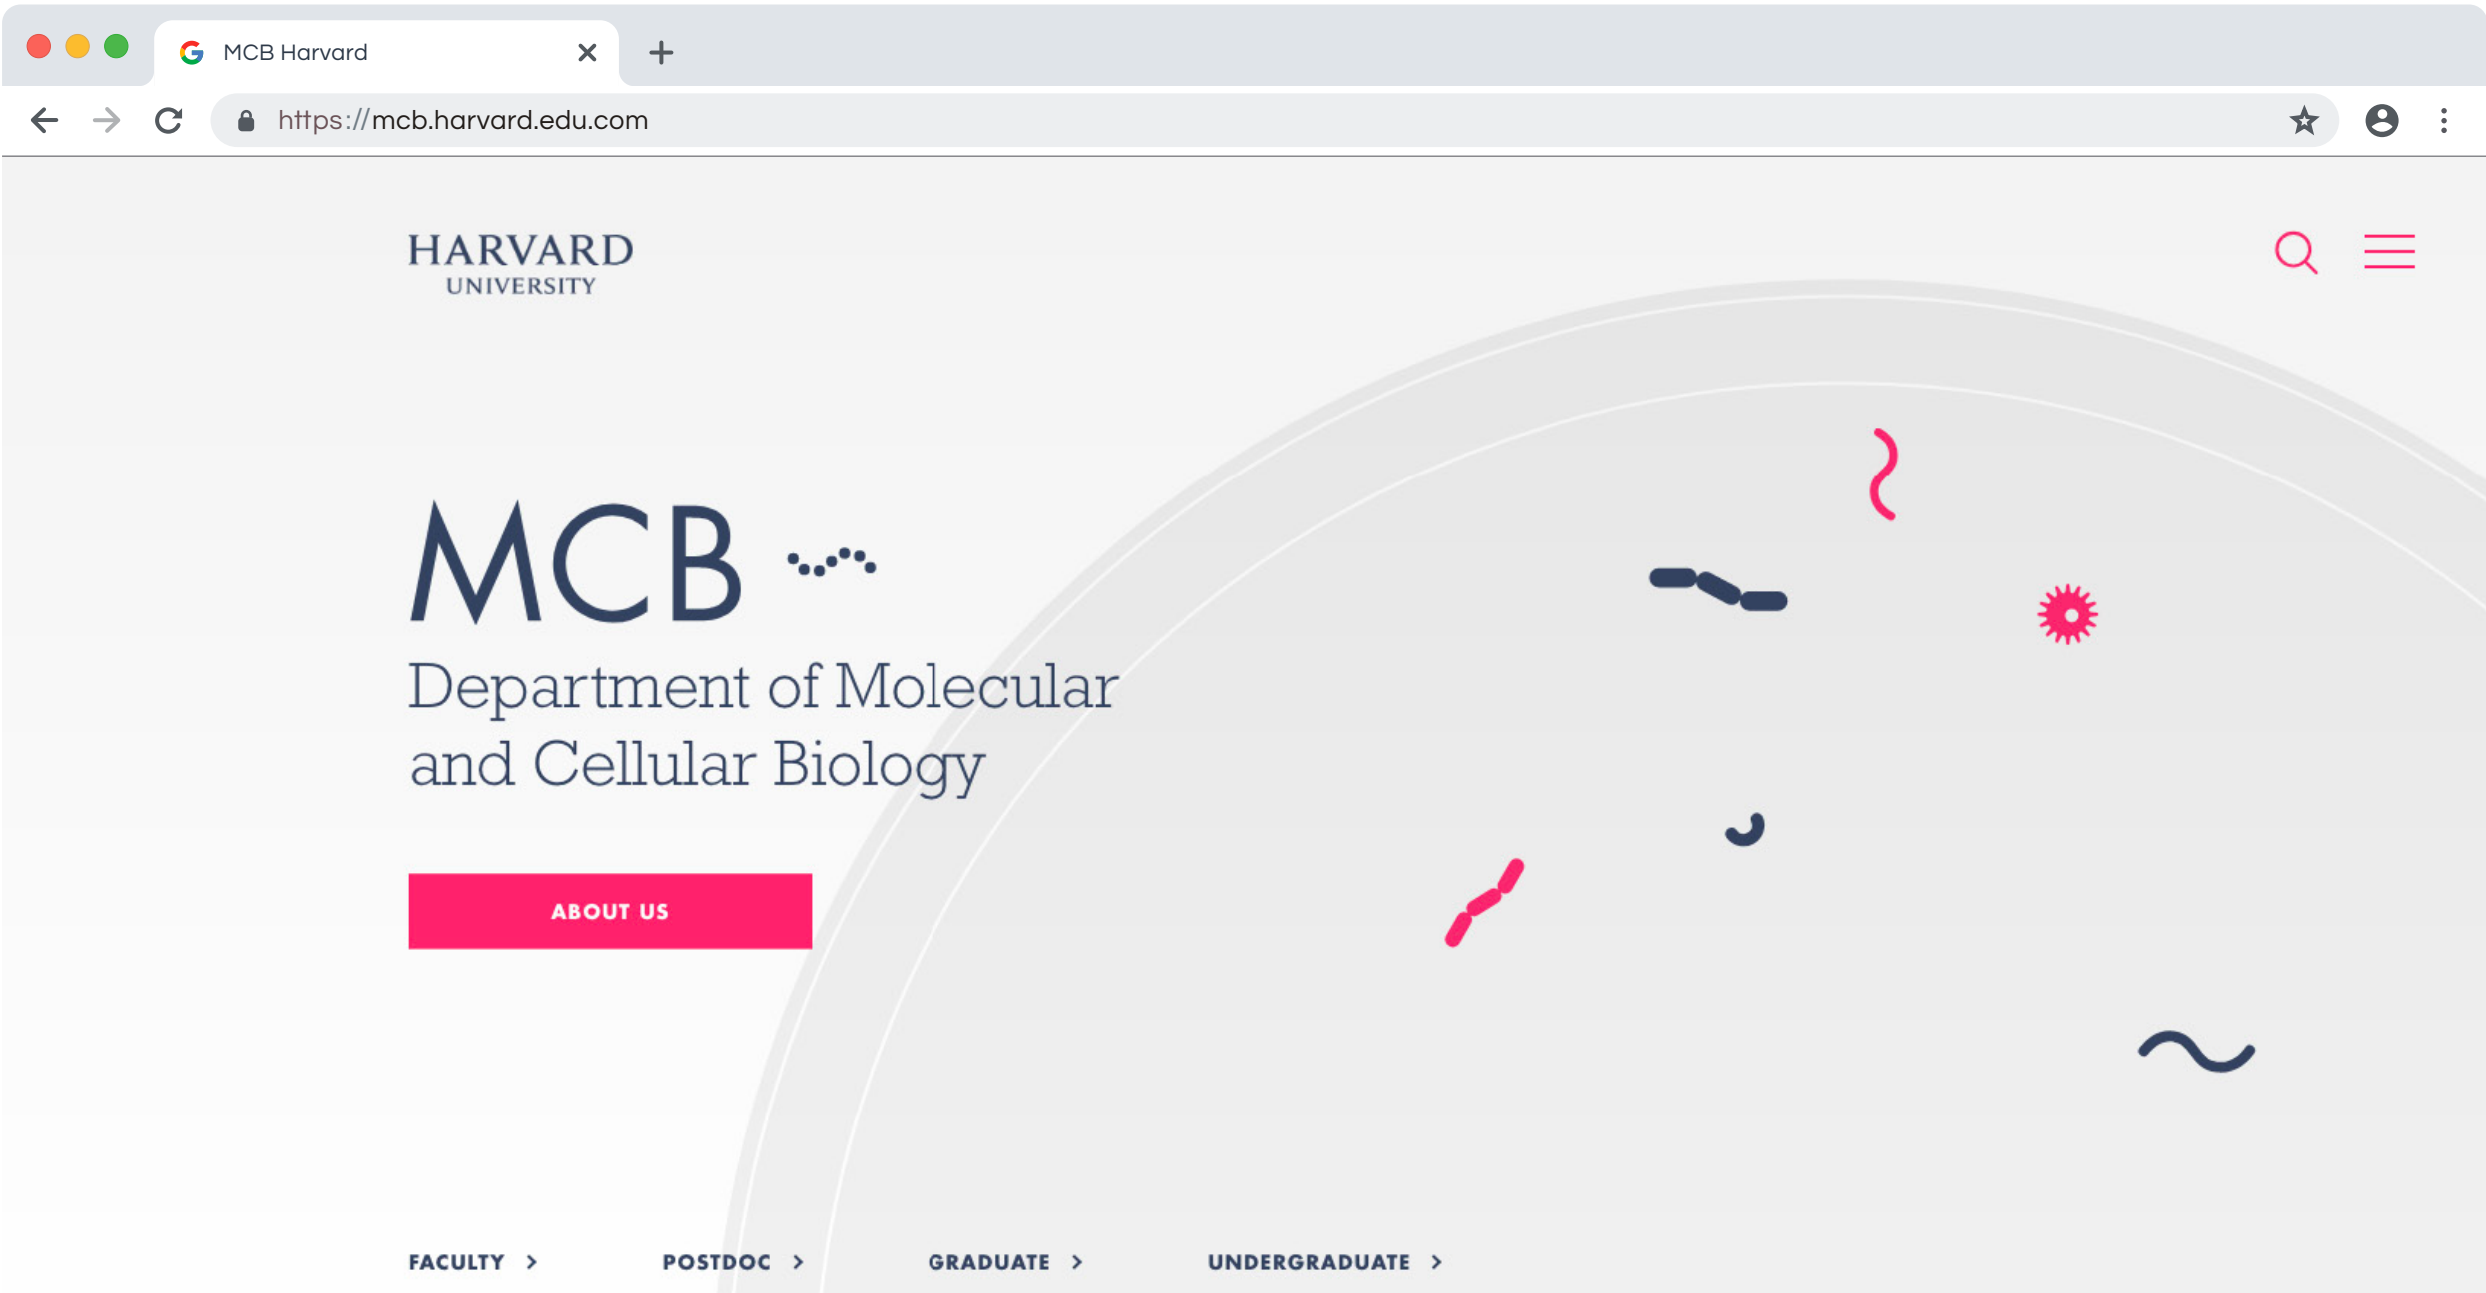 MCB Harvard
https://mcb.harvard.edu.com
HARVARD
UNIVERSITY
MCB
Department of Molecular
and Cellular Biology
ABOUT US
FACULTY > POSTDOC > GRADUATE > UNDERGRADUATE >